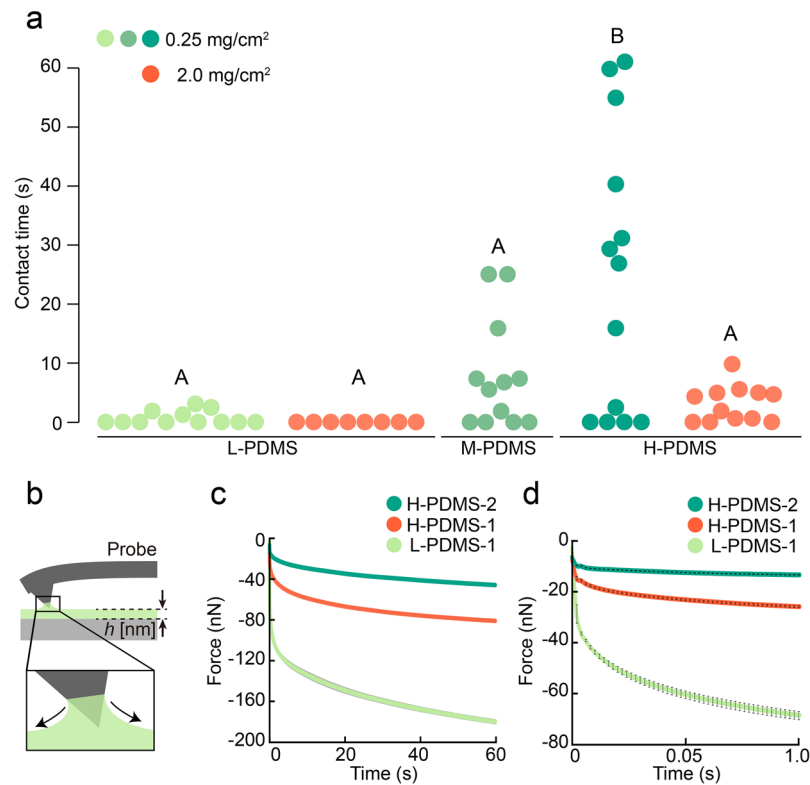 a
0.25 mg/cm²
2.0 mg/cm²
Contact time (s)
60
50
40
30
20
10
0
A
A
A
B
A
L-PDMS
M-PDMS
H-PDMS
b
Probe
h [nm]
c
H-PDMS-2
H-PDMS-1
L-PDMS-1
Force (nN)
0
-40
-80
-120
-160
-200
0
20
40
60
Time (s)
d
H-PDMS-2
H-PDMS-1
L-PDMS-1
Force (nN)
0
-20
-40
-60
-80
0
0.05
1.0
Time (s)